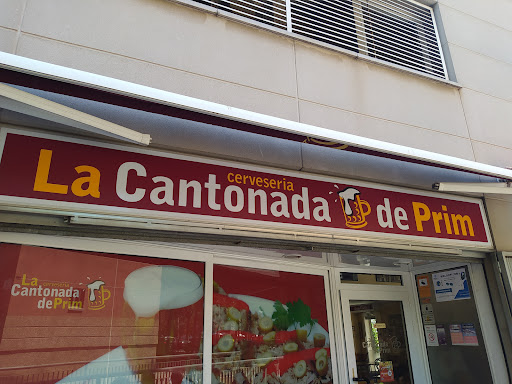 cerveseria
La Cantonada de Prim
La
Cantonada
de Prim